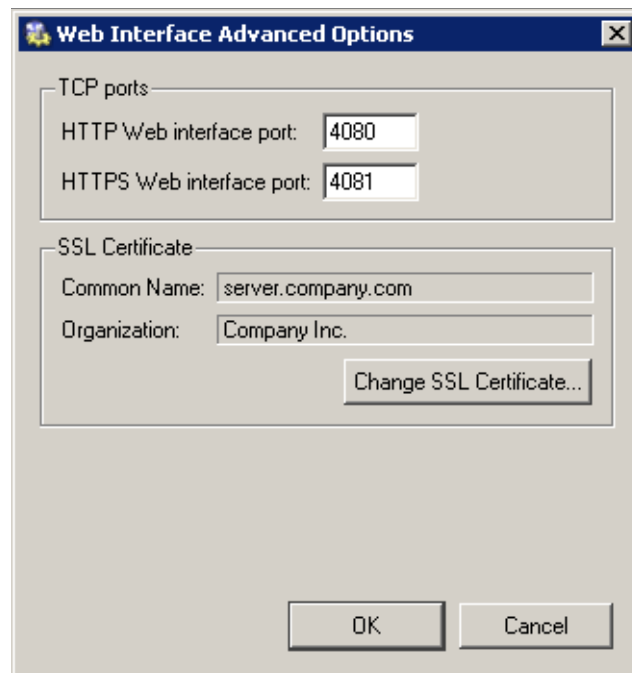 Web Interface Advanced Options
TCP ports
HTTP Web interface port: 4080
HTTPS Web interface port: 4081
SSL Certificate
Common Name: server.company.com
Organization: Company Inc.
Change SSL Certificate...
OK Cancel